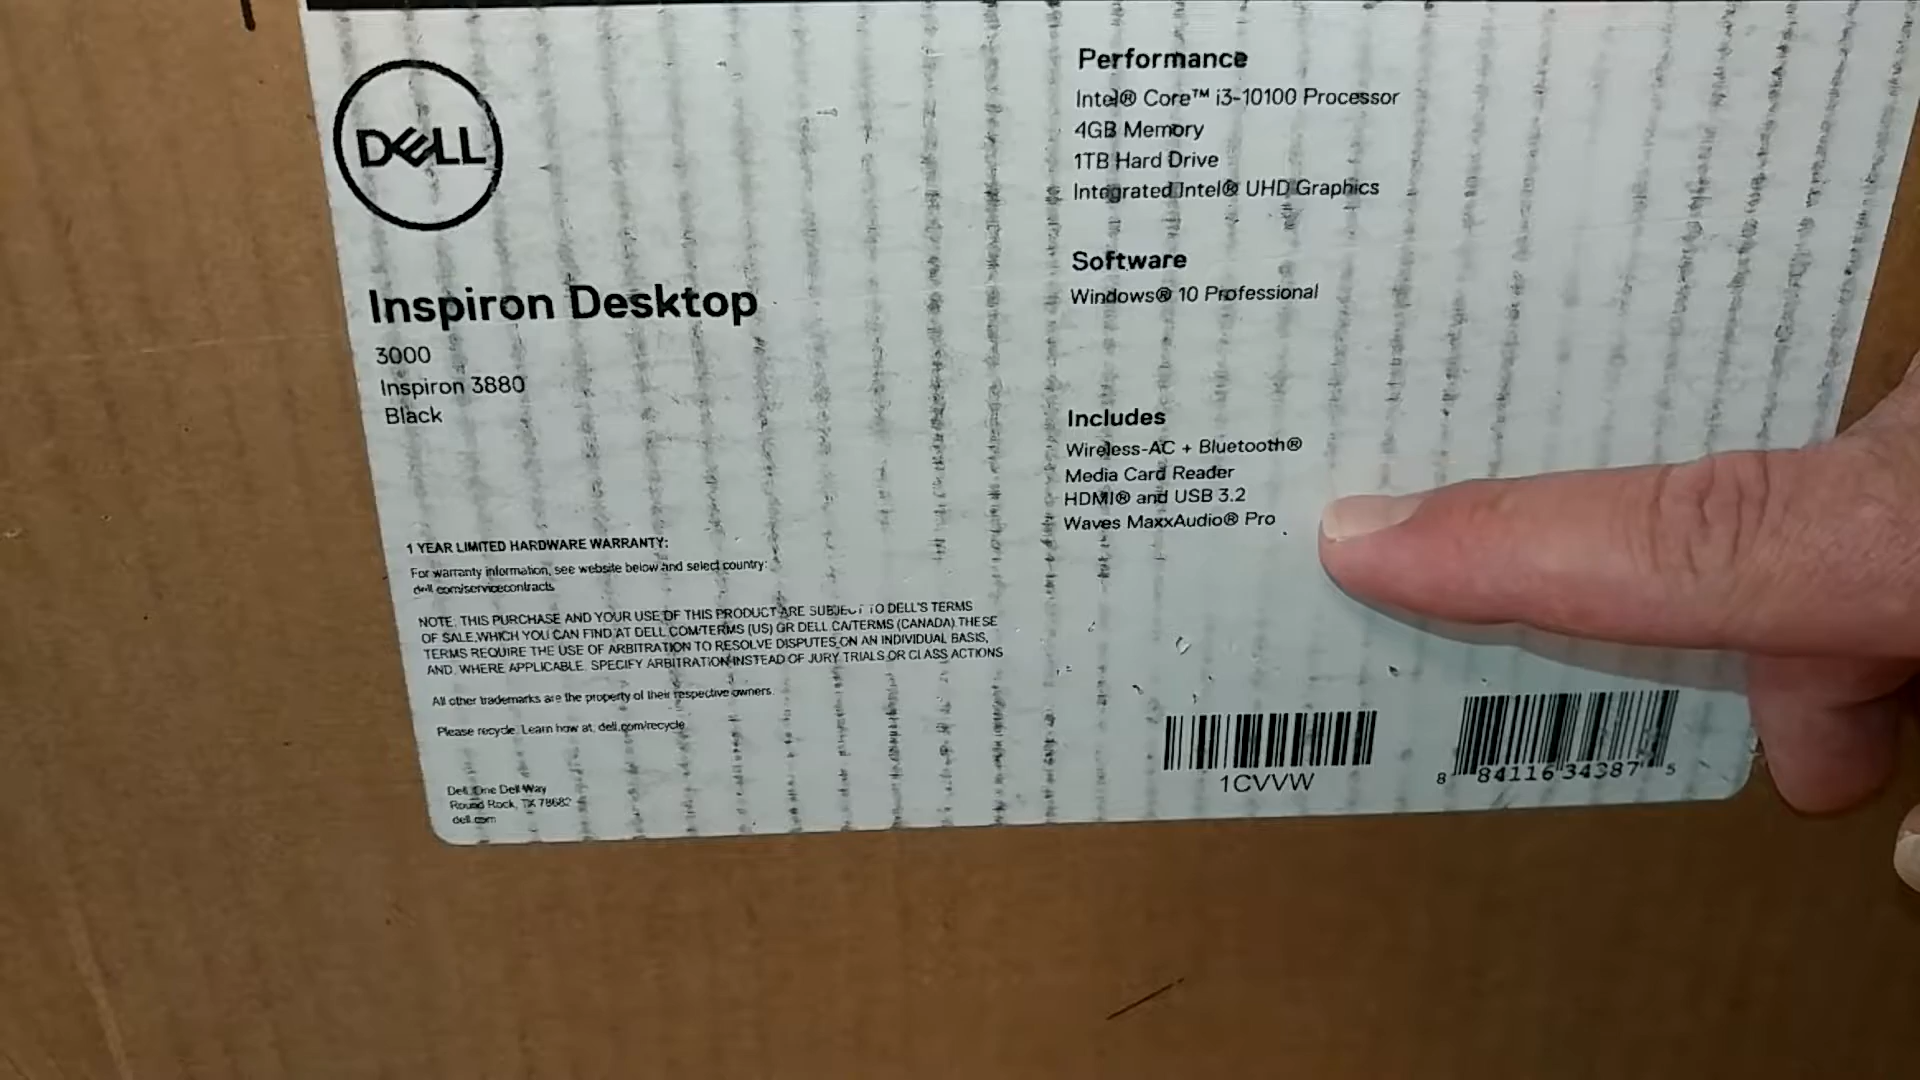 DELL
Inspiron Desktop
3000
Inspiron 3880
Black
1 YEAR LIMITED HARDWARE WARRANTY:
For warranty information, see website below and select country:
dell.com/servicecontracts
NOTE: THIS PURCHASE AND YOUR USE OF THIS PRODUCT ARE SUBJECT TO DELL'S TERMS
OF SALE, WHICH YOU CAN FIND AT DELL.COM/TERMS (US) OR DELL.CA/TERMS (CANADA). THESE
TERMS REQUIRE THE USE OF ARBITRATION TO RESOLVE DISPUTES ON AN INDIVIDUAL BASIS,
AND, WHERE APPLICABLE, SPECIFY ARBITRATION INSTEAD OF JURY TRIALS OR CLASS ACTIONS
All other trademarks are the property of their respective owners.
Please recycle. Learn how at: dell.com/recycle
Dell, One Dell Way
Round Rock, TX 78682
dell.com
Performance
Intel® Core™ i3-10100 Processor
4GB Memory
1TB Hard Drive
Integrated Intel® UHD Graphics
Software
Windows® 10 Professional
Includes
Wireless-AC + Bluetooth®
Media Card Reader
HDMI® and USB 3.2
Waves MaxxAudio® Pro
1CVVW
8 84116 34387 5